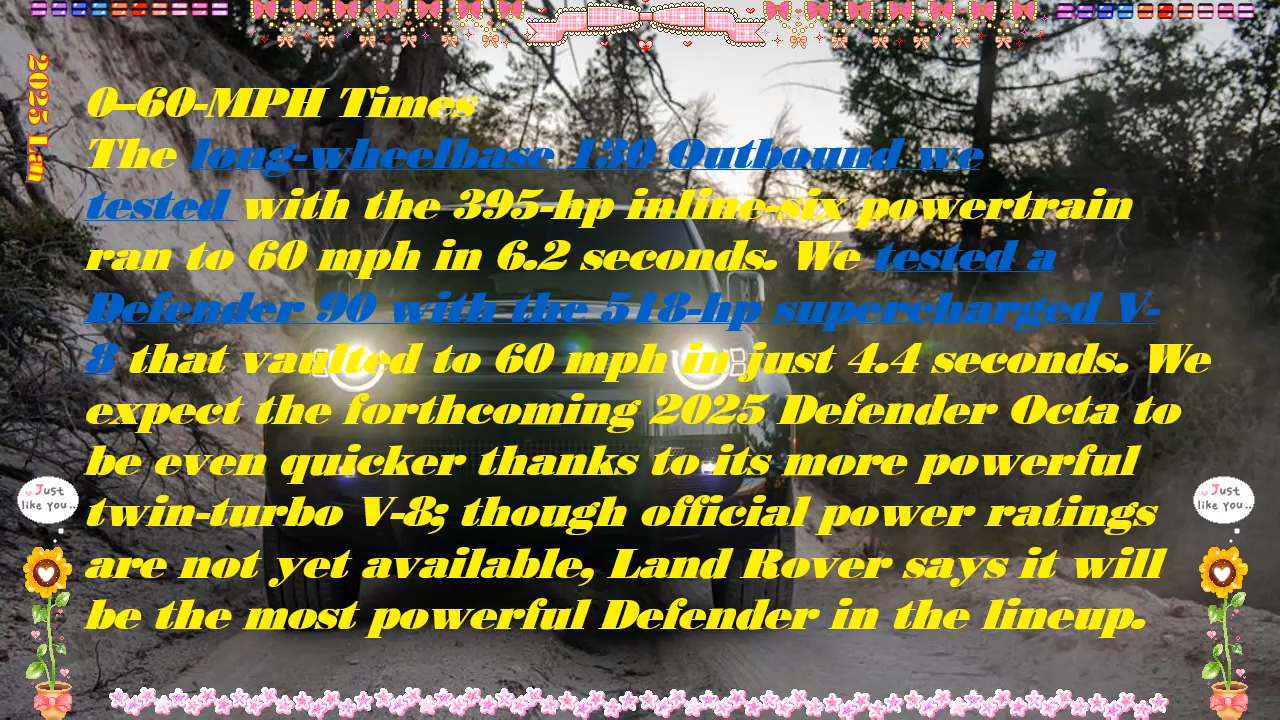 2025 Lan
0–60-MPH Times
The long-wheelbase 130 Outbound we
tested with the 395-hp inline-six powertrain
ran to 60 mph in 6.2 seconds. We tested a
Defender 90 with the 518-hp supercharged V-
8 that vaulted to 60 mph in just 4.4 seconds. We
expect the forthcoming 2025 Defender Octa to
be even quicker thanks to its more powerful
twin-turbo V-8; though official power ratings
are not yet available, Land Rover says it will
be the most powerful Defender in the lineup.
Just
like you..
Just
like you..